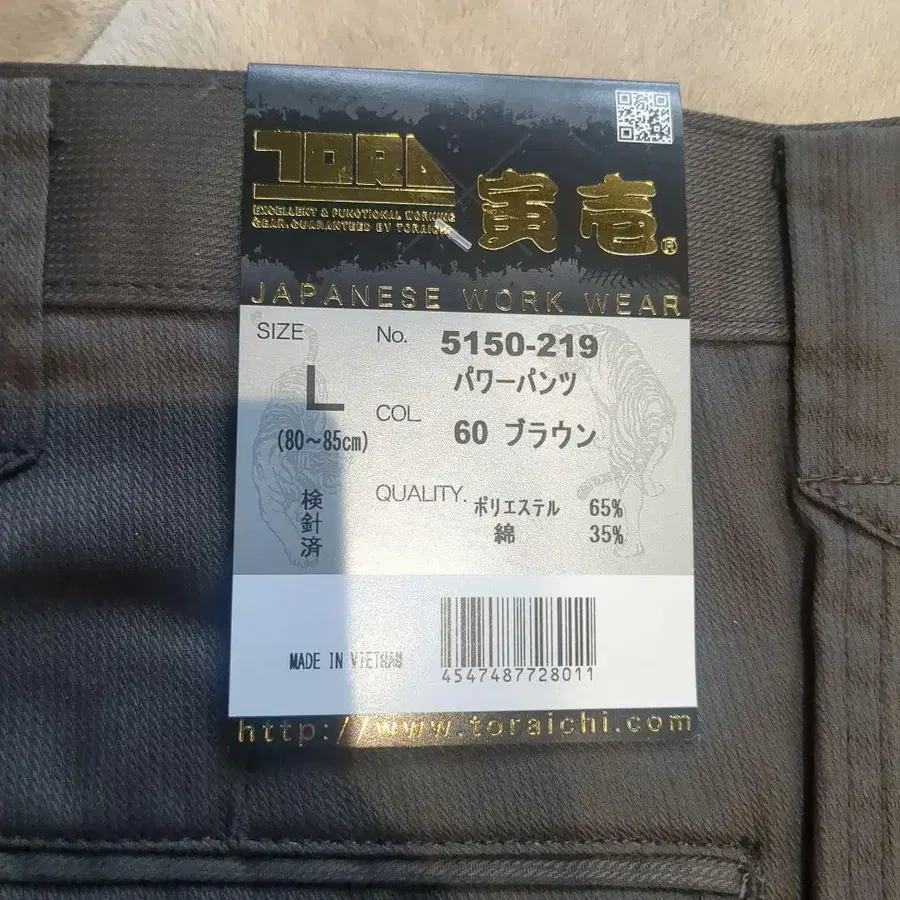 TORA
EXCELLENT & FUNCTIONAL WORKING
GEAR.GUARANTEED BY TORAICHI
寅壱®
JAPANESE WORK WEAR
SIZE
L
(80～85cm)
検針済
No. 5150-219
パワーパンツ
COL. 60 ブラウン
QUALITY. ポリエステル 65%
綿 35%
MADE IN VIETNAM
4547487728011
http://www.toraichi.com